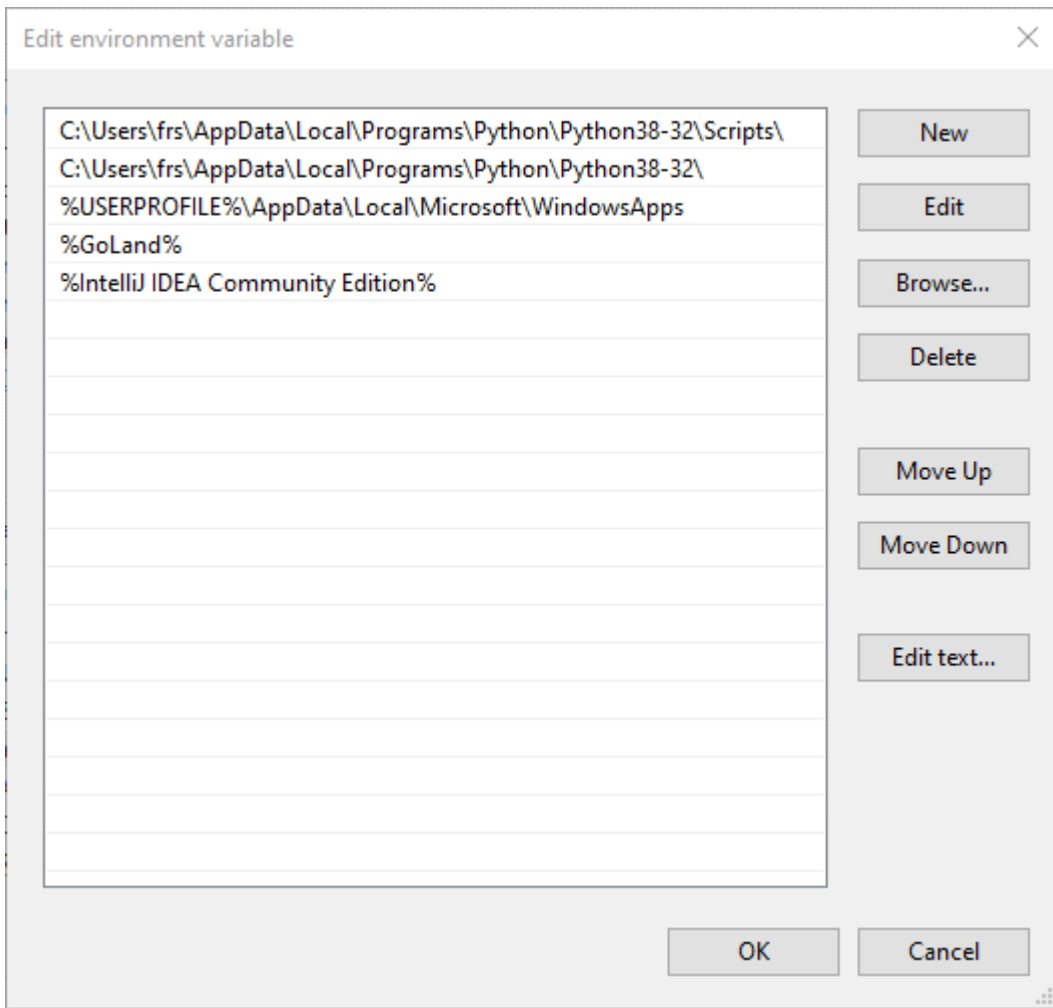 Edit environment variable
C:\Users\frs\AppData\Local\Programs\Python\Python38-32\Scripts\
C:\Users\frs\AppData\Local\Programs\Python\Python38-32\
%USERPROFILE%\AppData\Local\Microsoft\WindowsApps
%GoLand%
%IntelliJ IDEA Community Edition%
New
Edit
Browse...
Delete
Move Up
Move Down
Edit text...
OK
Cancel